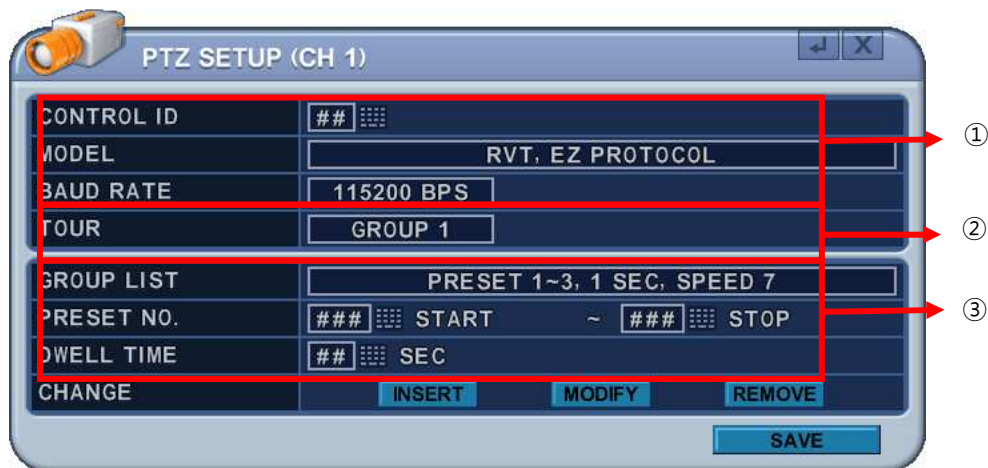 PTZ SETUP (CH 1) X
CONTROL ID ##
①
MODEL RVT, EZ PROTOCOL
BAUD RATE 115200 BPS
TOUR GROUP 1 ②
GROUP LIST PRESET 1~3, 1 SEC, SPEED 7
PRESET NO. ### START ~ ### STOP ③
DWELL TIME ## SEC
CHANGE INSERT MODIFY REMOVE
SAVE